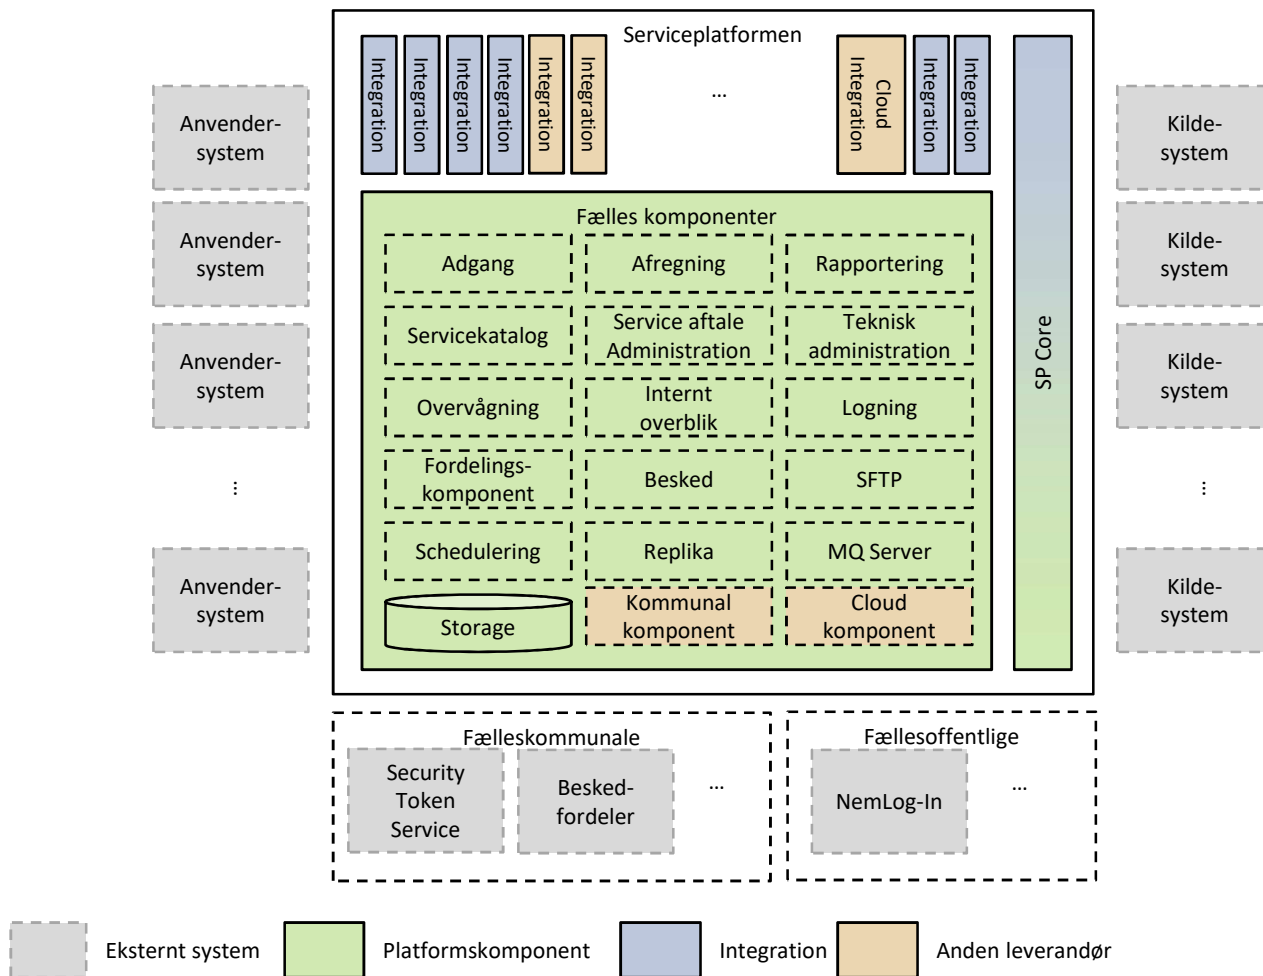 Serviceplatformen
Integration
Integration
Integration
Integration
Integration
Integration
...
Cloud
Integration
Integration
Integration
SP Core
Anvender-
system
Anvender-
system
Anvender-
system
...
Anvender-
system
Fælles komponenter
Adgang
Afregning
Rapportering
Servicekatalog
Service aftale
Administration
Teknisk
administration
Overvågning
Internt
overblik
Logning
Fordelings-
komponent
Besked
SFTP
Schedulering
Replika
MQ Server
Storage
Kommunal
komponent
Cloud
komponent
Kilde-
system
Kilde-
system
Kilde-
system
...
Kilde-
system
Fælleskommunale
Security
Token
Service
Besked-
fordeler
...
Fællesoffentlige
NemLog-In
...
Eksternt system
Platformskomponent
Integration
Anden leverandør